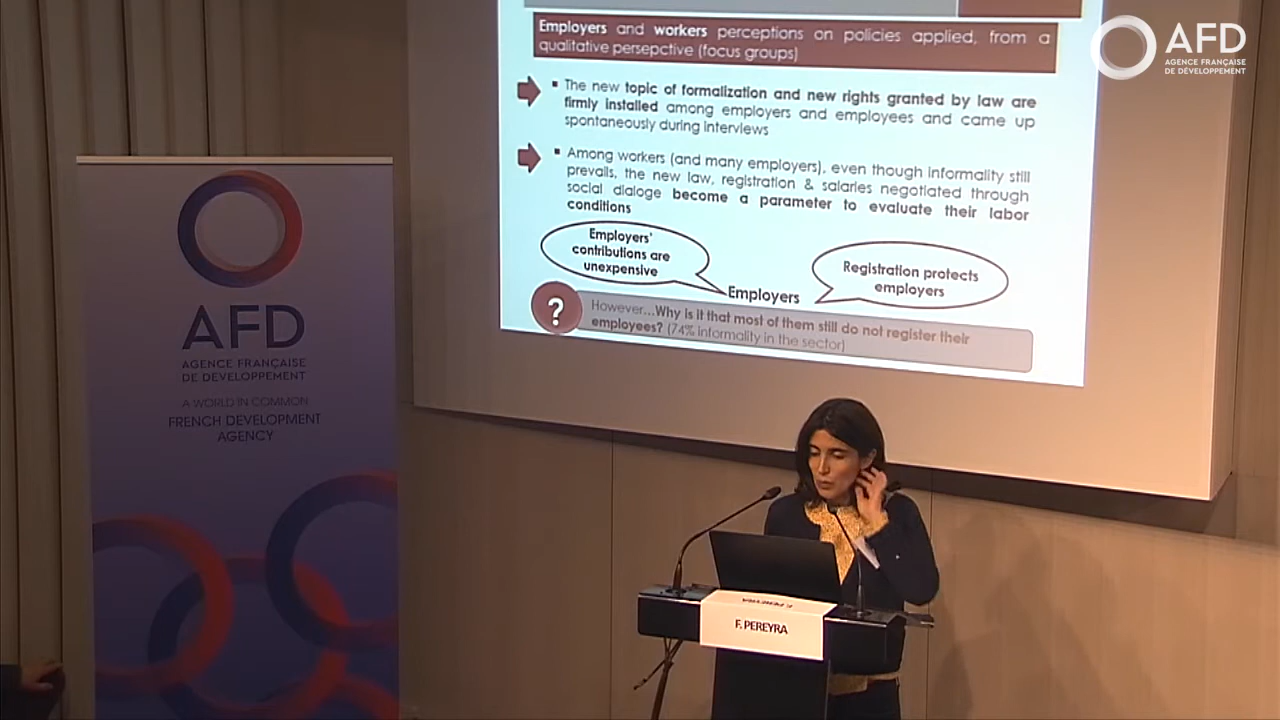 Employers and workers perceptions on policies applied, from a
qualitative persepctive (focus groups)
▪ The new topic of formalization and new rights granted by law are
firmly installed among employers and employees and came up
spontaneously during interviews
▪ Among workers (and many employers), even though informality still
prevails, the new law, registration & salaries negotiated through
social dialoge become a parameter to evaluate their labor
conditions
Employers'
contributions are
unexpensive
Employers
Registration protects
employers
?
However...Why is it that most of them still do not register their
employees? (74% informality in the sector)
AFD
AGENCE FRANÇAISE
DE DÉVELOPPEMENT
AFD
AGENCE FRANÇAISE
DE DÉVELOPPEMENT
A WORLD IN COMMON
FRENCH DEVELOPMENT
AGENCY
F. PEREYRA